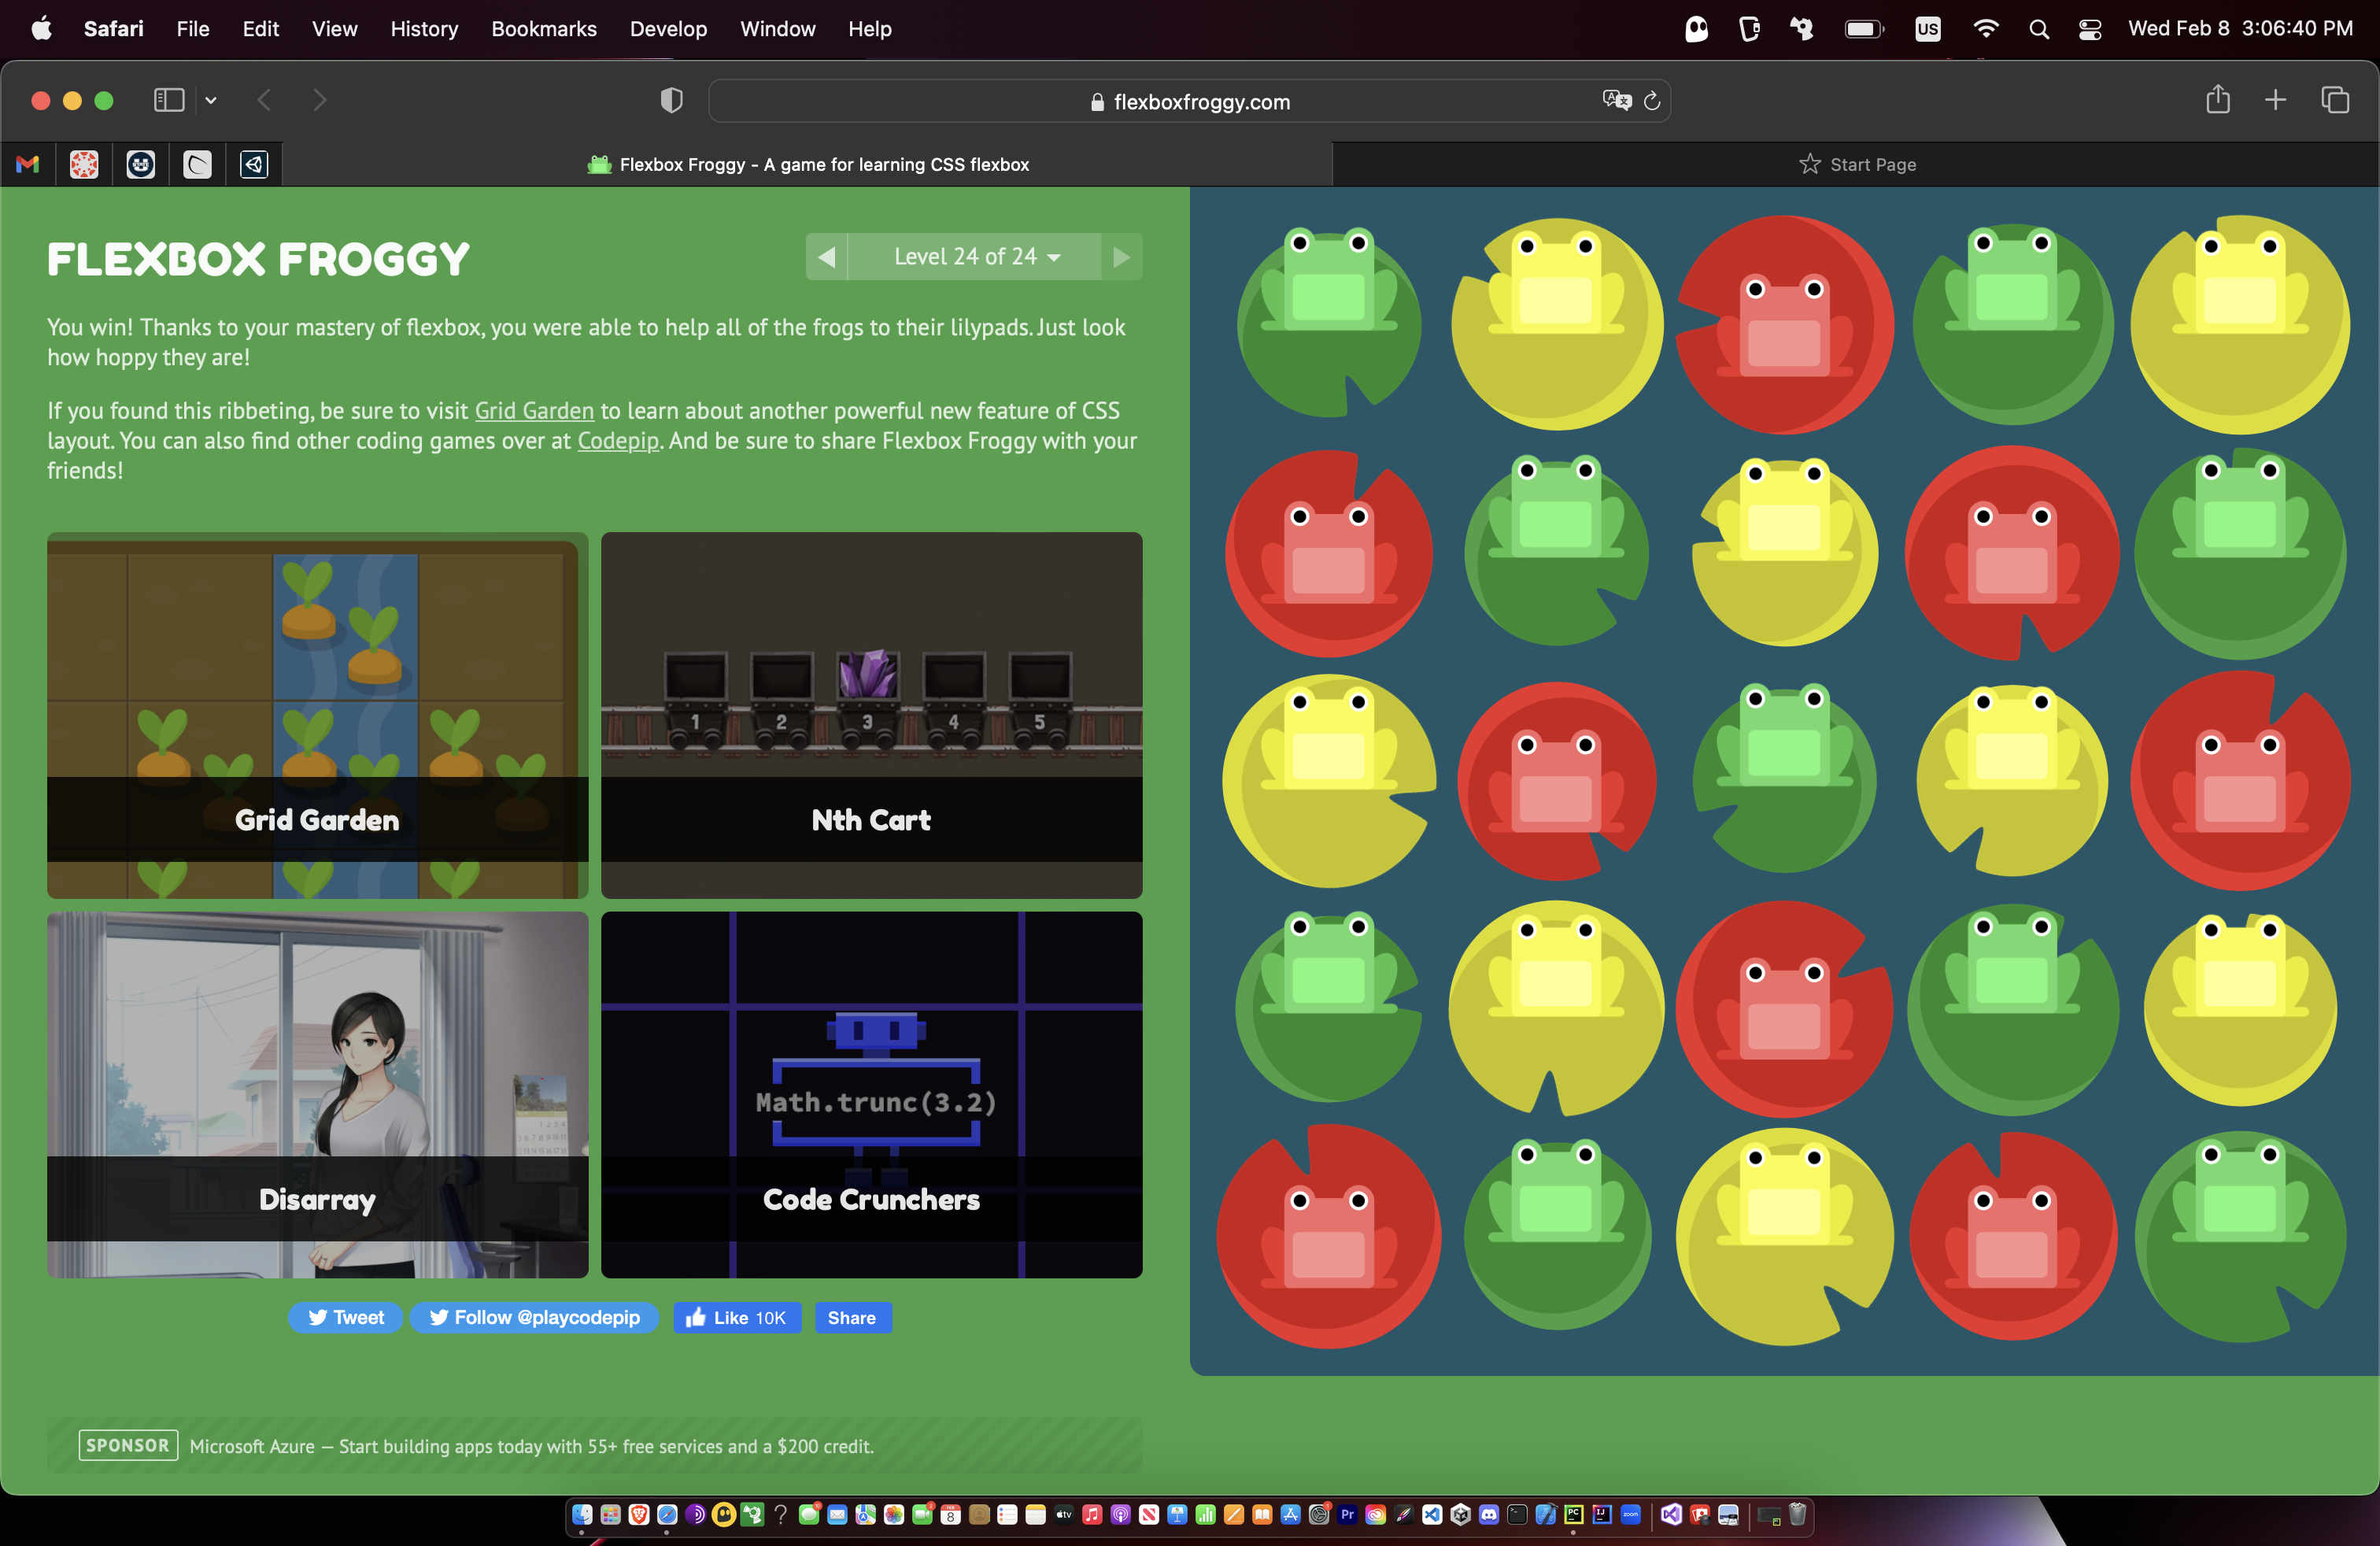 Safari File Edit View History Bookmarks Develop Window Help US Wed Feb 8 3:06:40 PM
flexboxfroggy.com
Flexbox Froggy - A game for learning CSS flexbox
Start Page
FLEXBOX FROGGY
Level 24 of 24
You win! Thanks to your mastery of flexbox, you were able to help all of the frogs to their lilypads. Just look
how hoppy they are!
If you found this ribbeting, be sure to visit Grid Garden to learn about another powerful new feature of CSS
layout. You can also find other coding games over at Codepip. And be sure to share Flexbox Froggy with your
friends!
1 2 3 4 5
Grid Garden
Nth Cart
Math.trunc(3.2)
Disarray
Code Crunchers
Tweet Follow @playcodepip Like 10K Share
SPONSOR Microsoft Azure — Start building apps today with 55+ free services and a $200 credit.
8 tv Pr PC IJ zoom